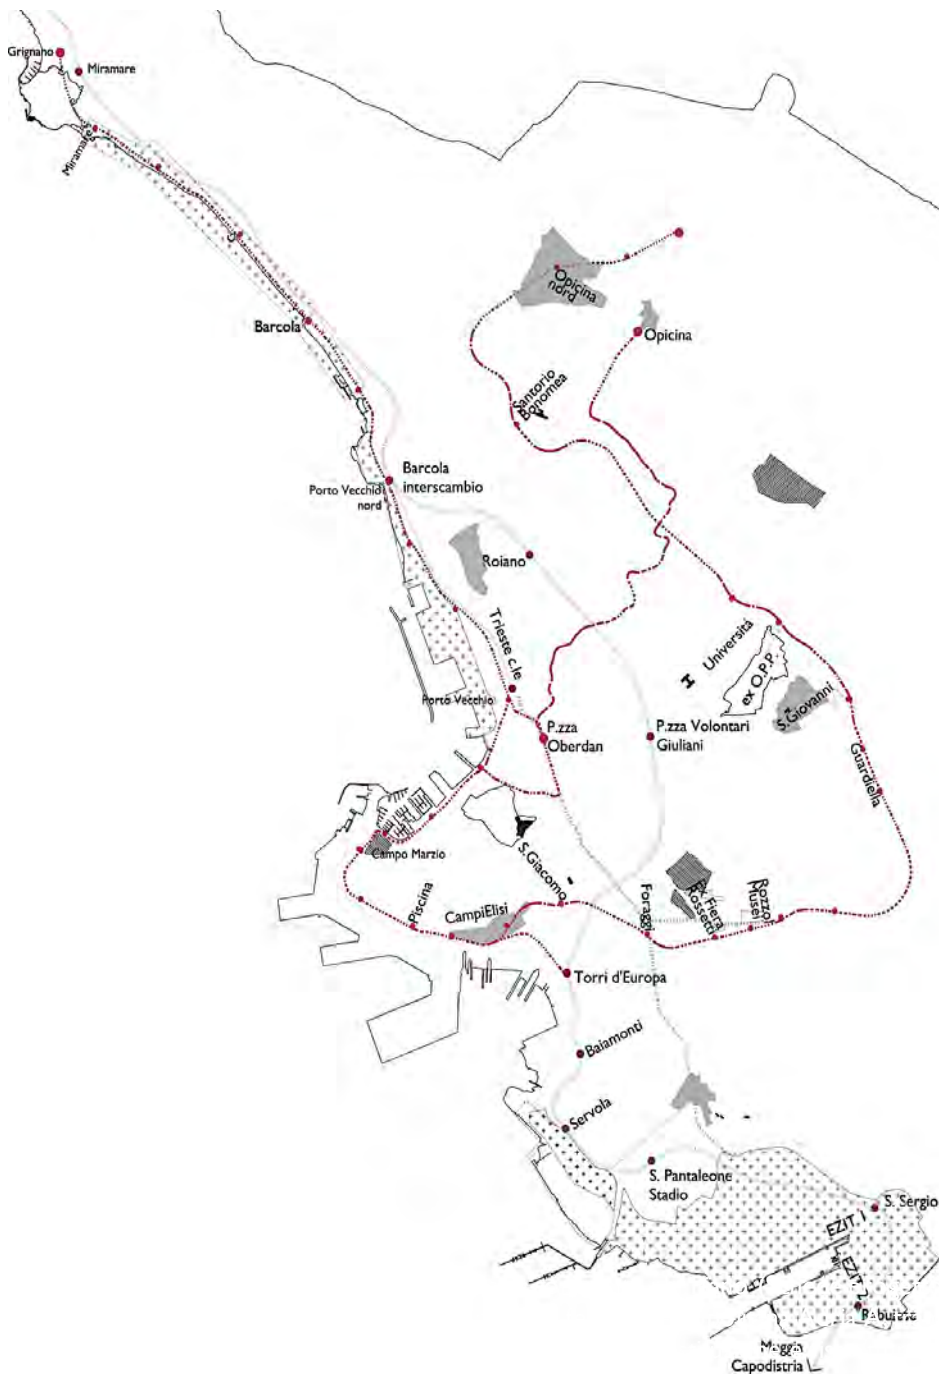 Grignano
Miramare
Miramare
Opicina
nord
Barcola
Opicina
Santorio
Bonomea
Barcola
interscambio
Porto Vecchio
nord
Roiano
Trieste c.le
Università
ex O.P.P.
S.Giovanni
Porto Vecchio
P.zza
Oberdan
P.zza Volontari
Giuliani
Guardiella
Campo Marzio
S.Giacomo
Piscina
CampiElisi
Foraggi
Ex Fiera
Rossetti
Rozzol
Musei
Torri d'Europa
Baiamonti
Servola
S. Pantaleone
Stadio
S. Sergio
EZIT 1
EZIT 2
Capodistria